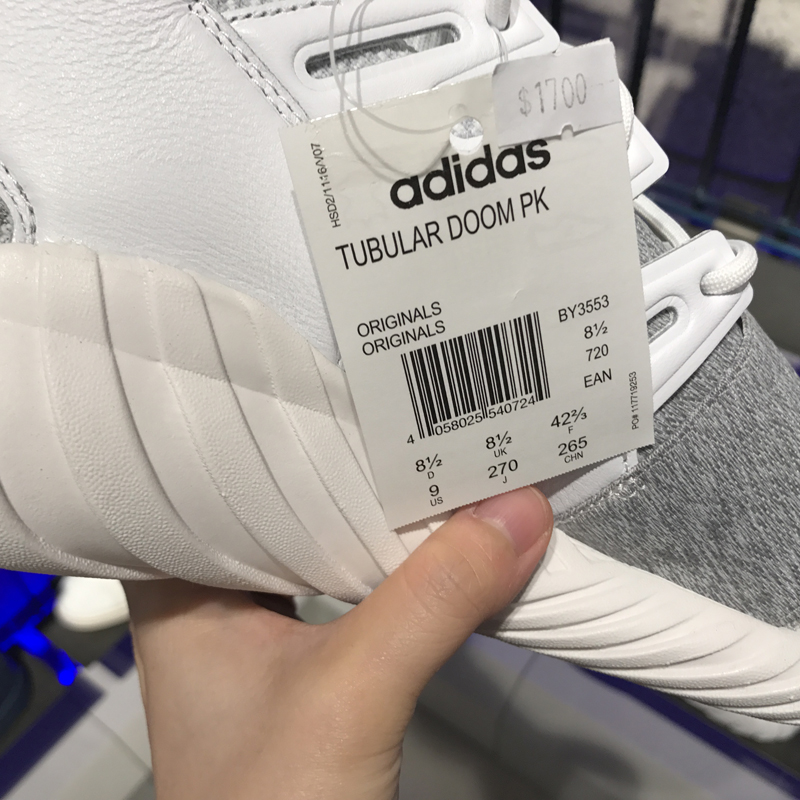 $1700
HSD2/11:6/V07
adidas
TUBULAR DOOM PK
ORIGINALS
ORIGINALS
BY3553
8½
720
EAN
4 058025 540724
8½ D
8½ UK
42⅔ F
9 US
270 J
265 CHN
PO# 117719253